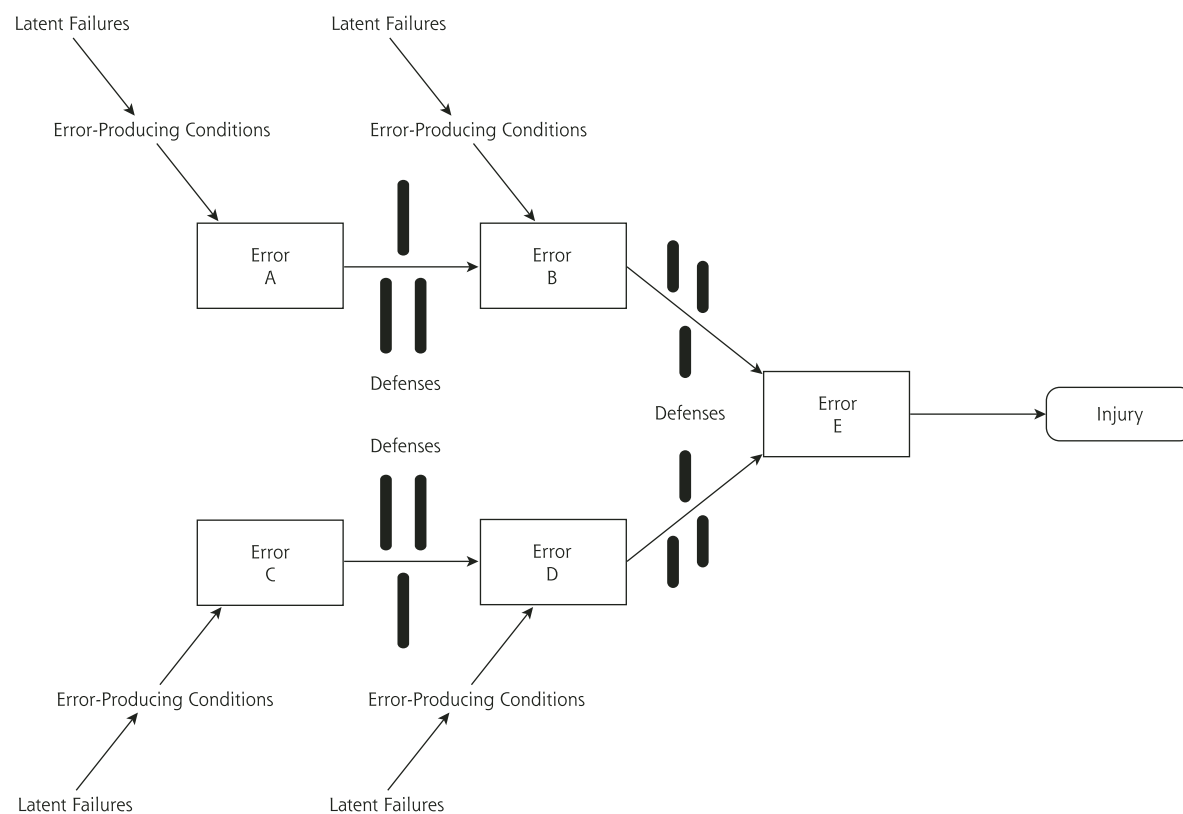 Latent Failures
Latent Failures
Error-Producing Conditions
Error-Producing Conditions
Error
A
Error
B
Defenses
Defenses
Error
E
Injury
Defenses
Error
C
Error
D
Error-Producing Conditions
Error-Producing Conditions
Latent Failures
Latent Failures